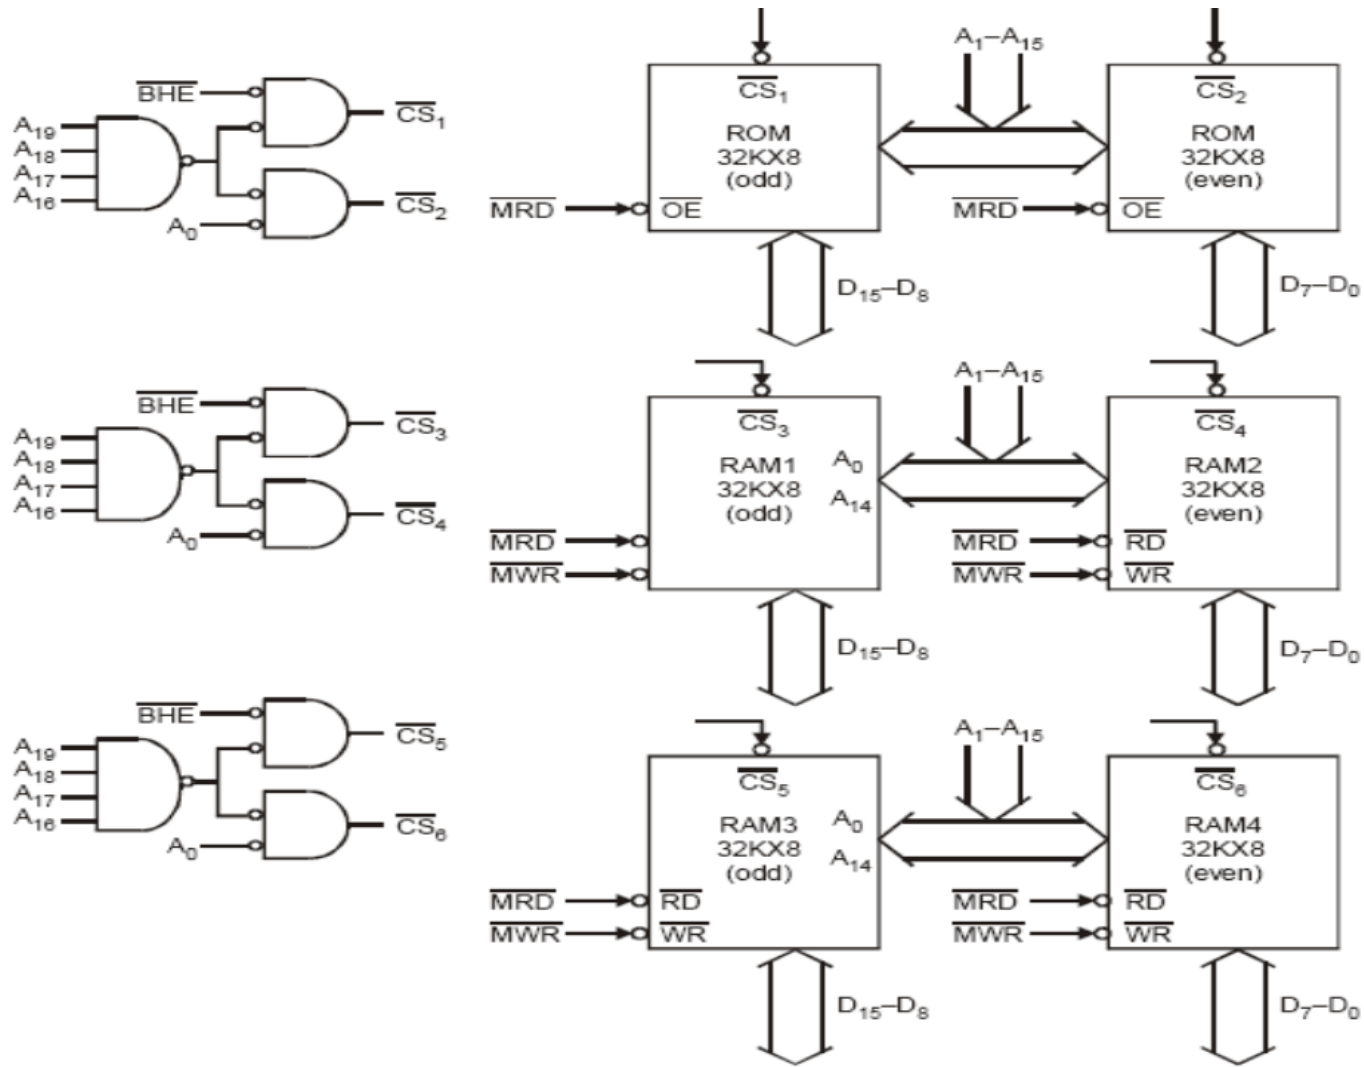 BHE
A19
A18
A17
A16
A0
CS1
CS2
A1–A15
CS1
ROM
32KX8
(odd)
MRD
OE
D15–D8
CS2
ROM
32KX8
(even)
MRD
OE
D7–D0
BHE
A19
A18
A17
A16
A0
CS3
CS4
A1–A15
CS3
RAM1
32KX8
(odd)
A0
A14
MRD
MWR
D15–D8
CS4
RAM2
32KX8
(even)
MRD
RD
MWR
WR
D7–D0
BHE
A19
A18
A17
A16
A0
CS5
CS6
A1–A15
CS5
RAM3
32KX8
(odd)
A0
A14
MRD
RD
MWR
WR
D15–D8
CS6
RAM4
32KX8
(even)
MRD
RD
MWR
WR
D7–D0